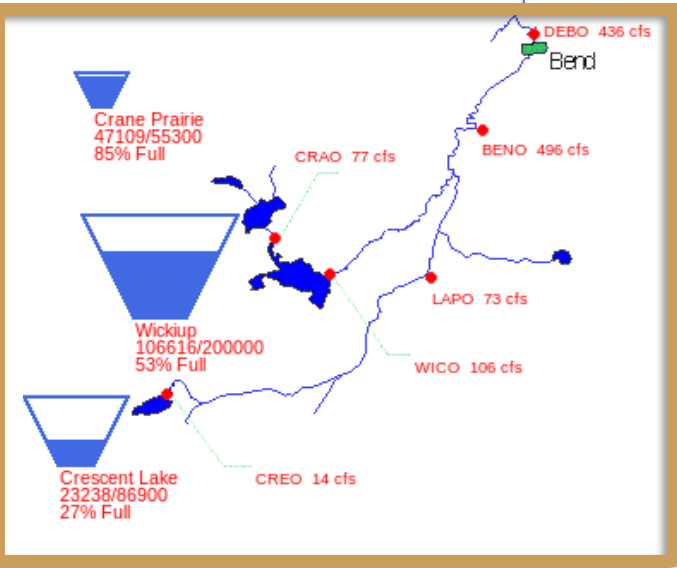 DEBO 436 cfs
Bend
Crane Prairie
47109/55300
85% Full
BENO 496 cfs
CRAO 77 cfs
LAPO 73 cfs
Wickiup
106616/200000
53% Full
WICO 106 cfs
Crescent Lake
23238/86900
27% Full
CREO 14 cfs